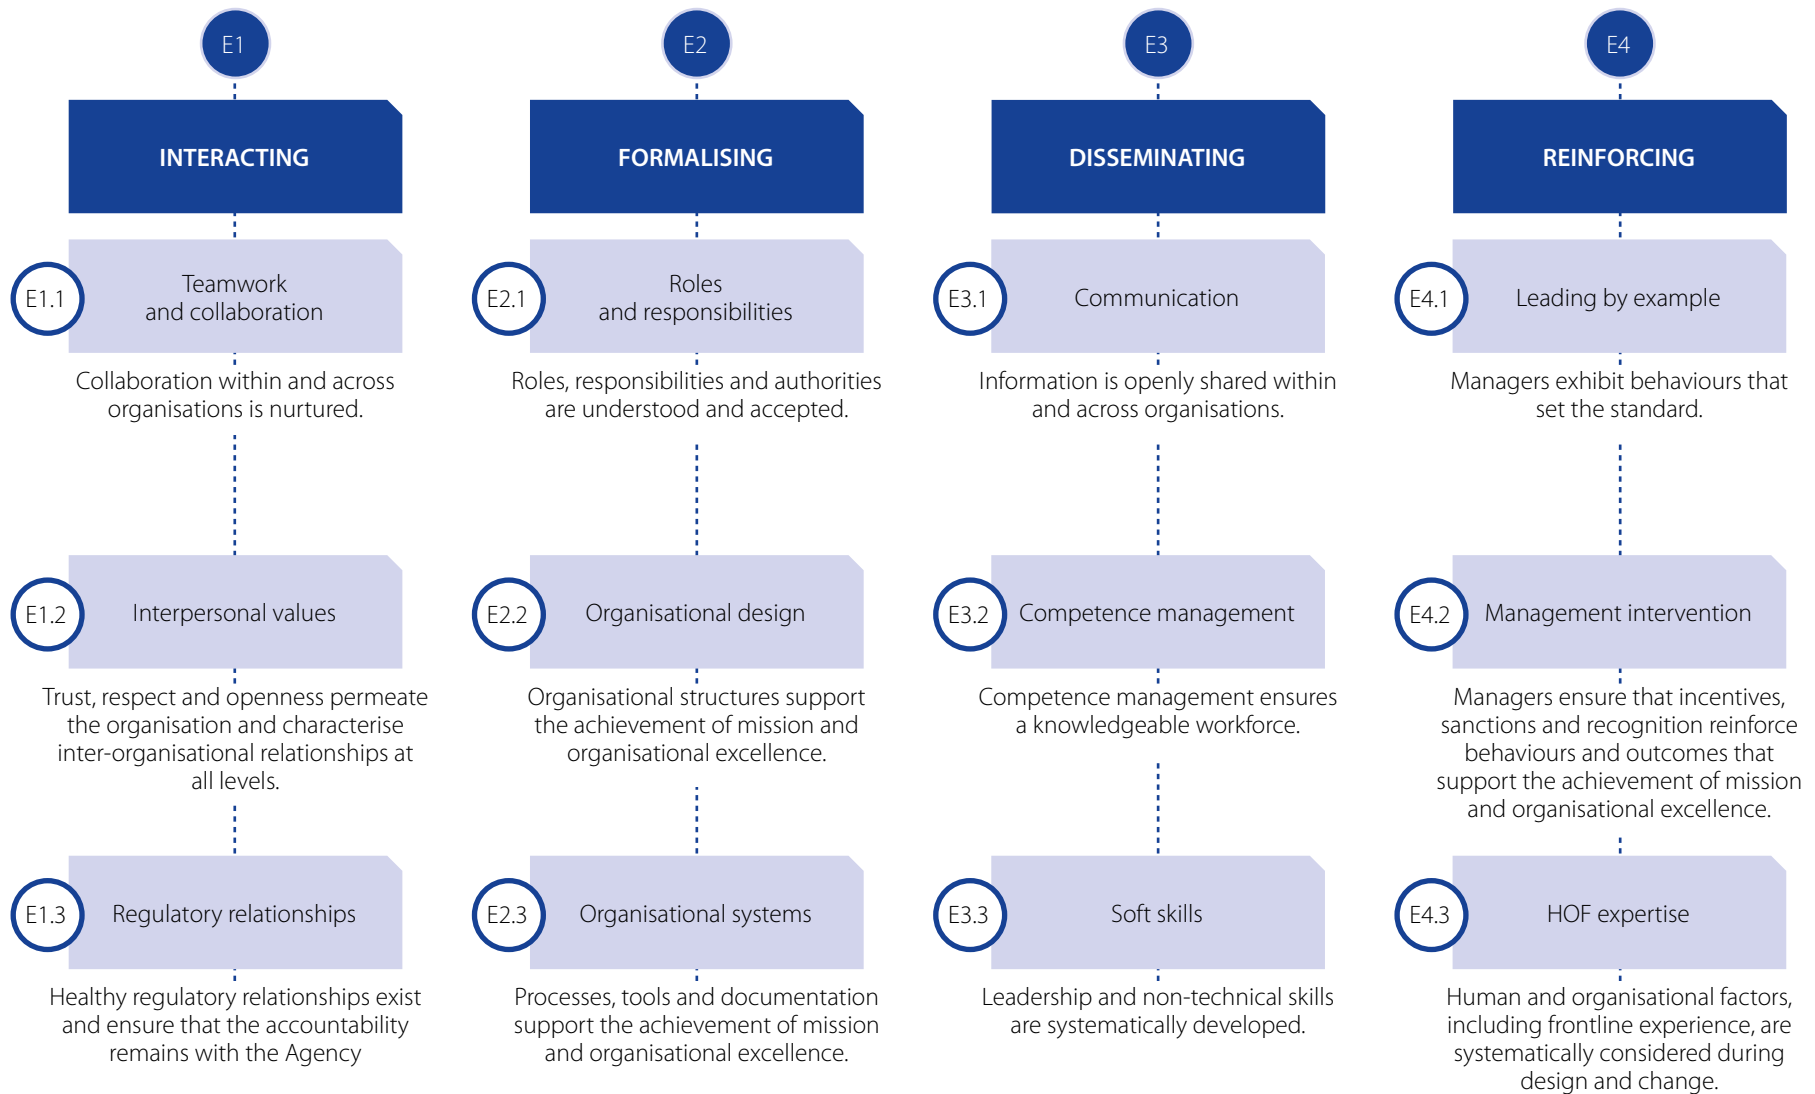 E1
INTERACTING
E1.1
Teamwork
and collaboration
Collaboration within and across
organisations is nurtured.
E1.2
Interpersonal values
Trust, respect and openness permeate
the organisation and characterise
inter-organisational relationships at
all levels.
E1.3
Regulatory relationships
Healthy regulatory relationships exist
and ensure that the accountability
remains with the Agency
E2
FORMALISING
E2.1
Roles
and responsibilities
Roles, responsibilities and authorities
are understood and accepted.
E2.2
Organisational design
Organisational structures support
the achievement of mission and
organisational excellence.
E2.3
Organisational systems
Processes, tools and documentation
support the achievement of mission
and organisational excellence.
E3
DISSEMINATING
E3.1
Communication
Information is openly shared within
and across organisations.
E3.2
Competence management
Competence management ensures
a knowledgeable workforce.
E3.3
Soft skills
Leadership and non-technical skills
are systematically developed.
E4
REINFORCING
E4.1
Leading by example
Managers exhibit behaviours that
set the standard.
E4.2
Management intervention
Managers ensure that incentives,
sanctions and recognition reinforce
behaviours and outcomes that
support the achievement of mission
and organisational excellence.
E4.3
HOF expertise
Human and organisational factors,
including frontline experience, are
systematically considered during
design and change.